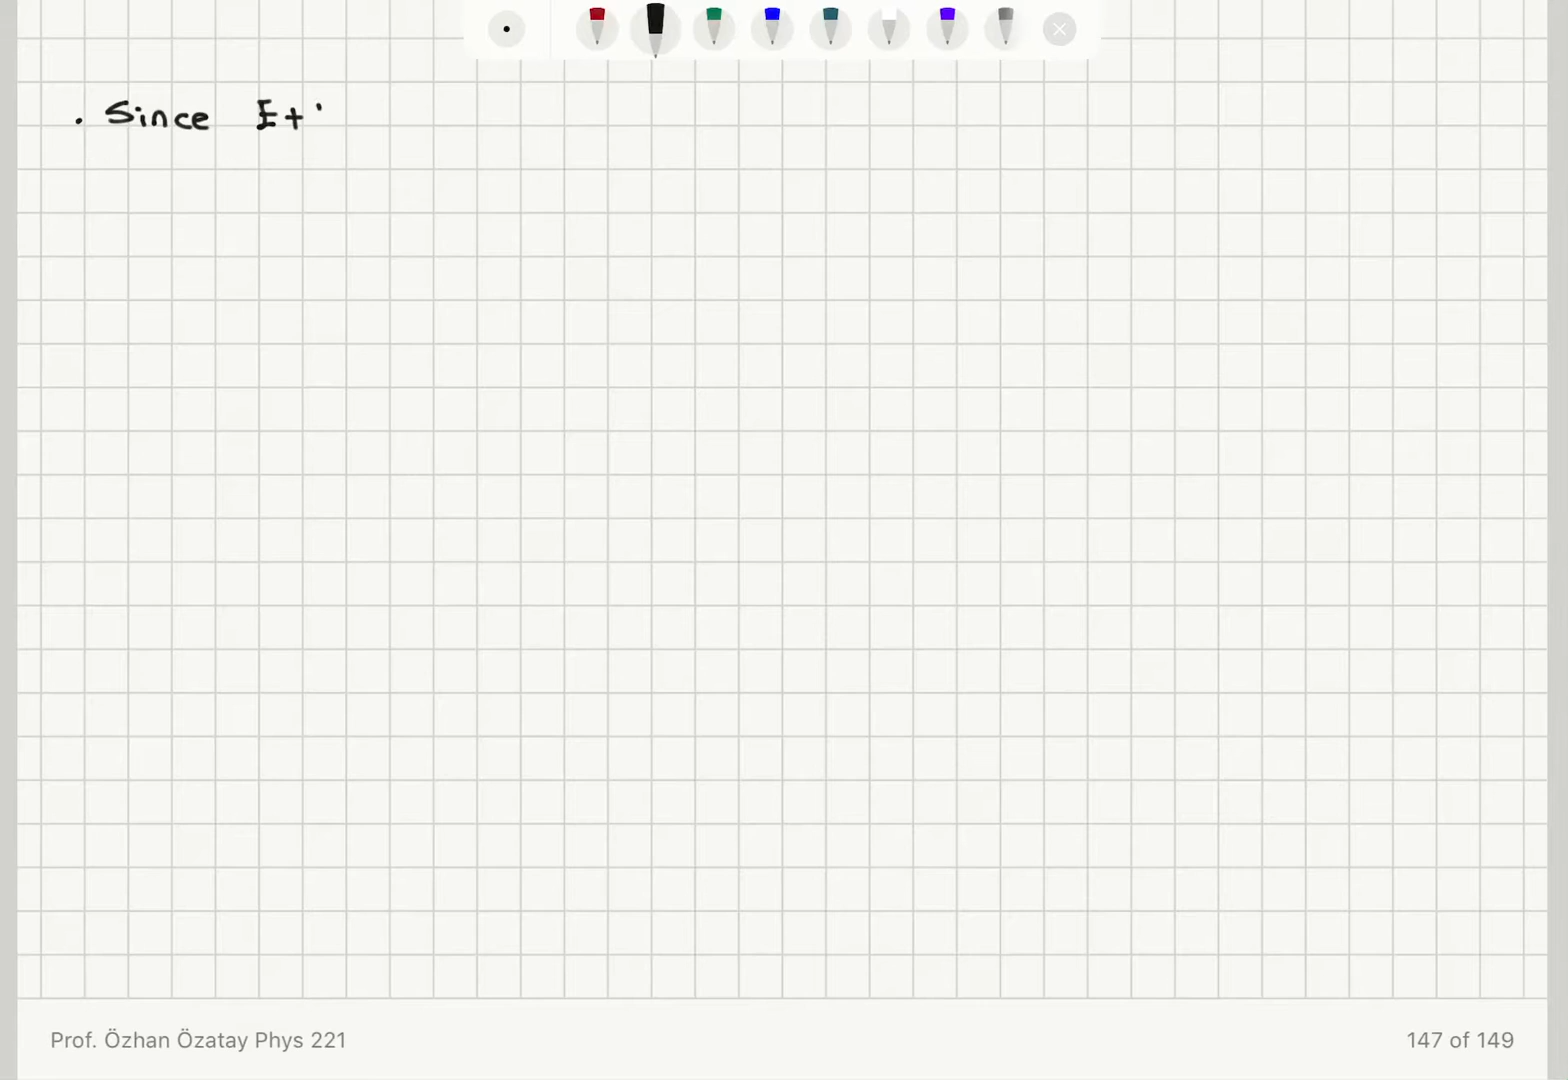 . Since E+'
Prof. Özhan Özatay Phys 221
147 of 149